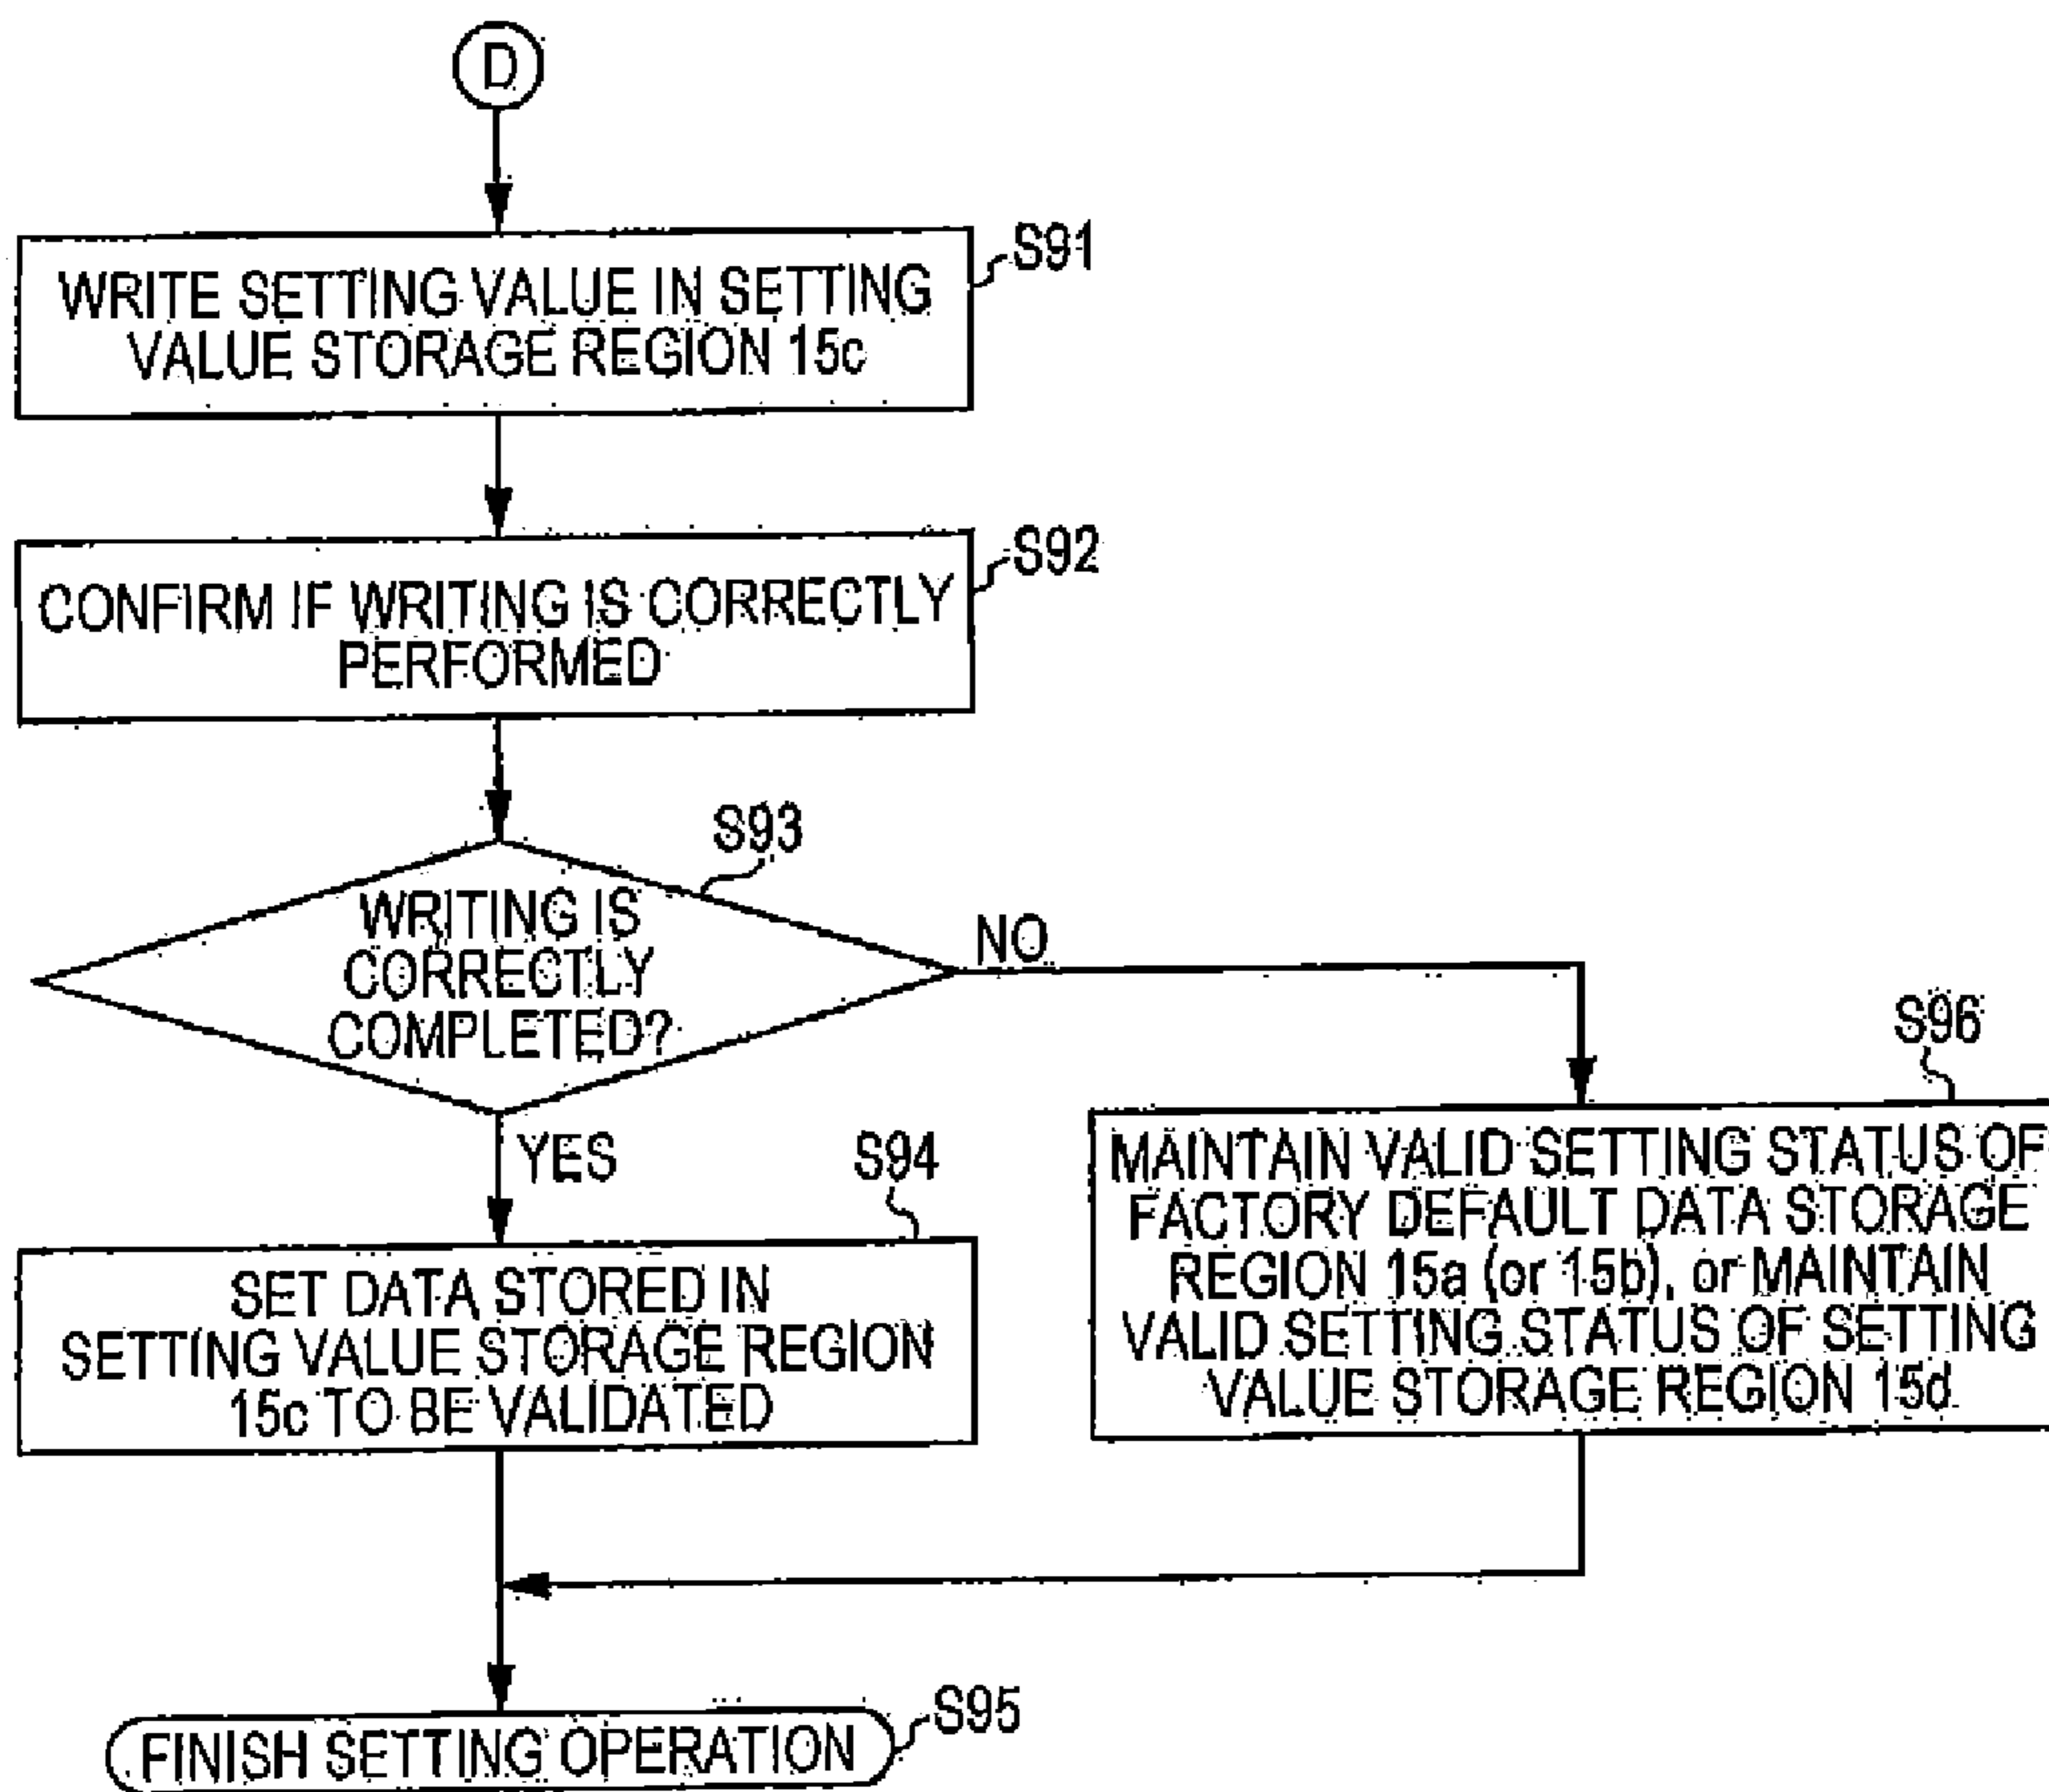 D
S91
WRITE SETTING VALUE IN SETTING
VALUE STORAGE REGION 15c
S92
CONFIRM IF WRITING IS CORRECTLY
PERFORMED
S93
WRITING IS
CORRECTLY
COMPLETED?
NO
YES
S94
SET DATA STORED IN
SETTING VALUE STORAGE REGION
15c TO BE VALIDATED
S96
MAINTAIN VALID SETTING STATUS OF
FACTORY DEFAULT DATA STORAGE
REGION 15a (or 15b), or MAINTAIN
VALID SETTING STATUS OF SETTING
VALUE STORAGE REGION 15d
S95
FINISH SETTING OPERATION